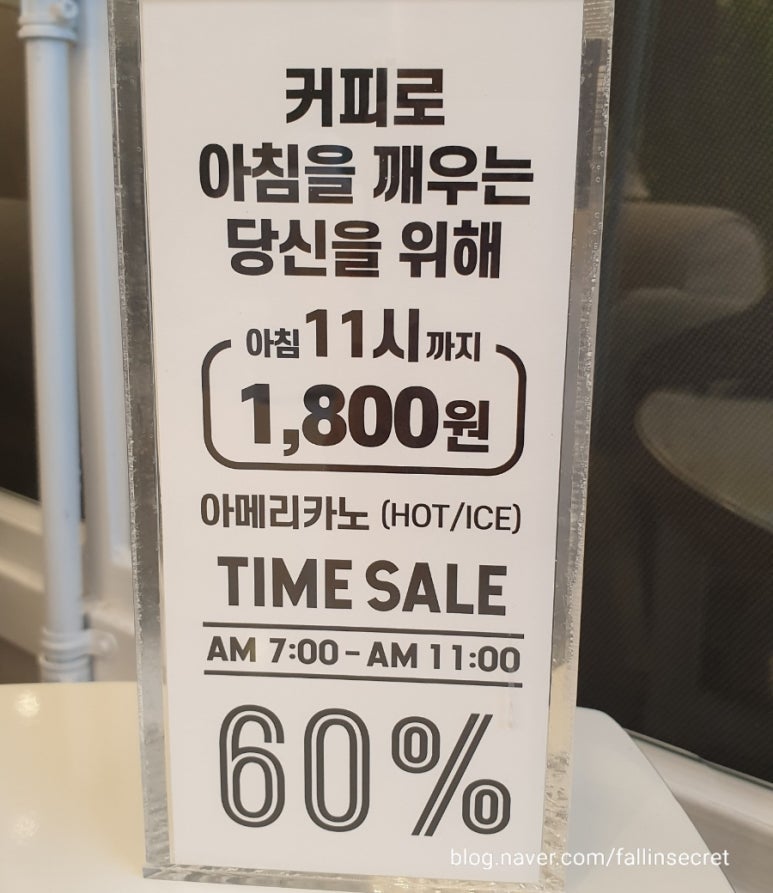 커피로
아침을 깨우는
당신을 위해
아침 11시 까지
1,800원
아메리카노 (HOT/ICE)
TIME SALE
AM 7:00 - AM 11:00
60%
blog.naver.com/fallinsecret